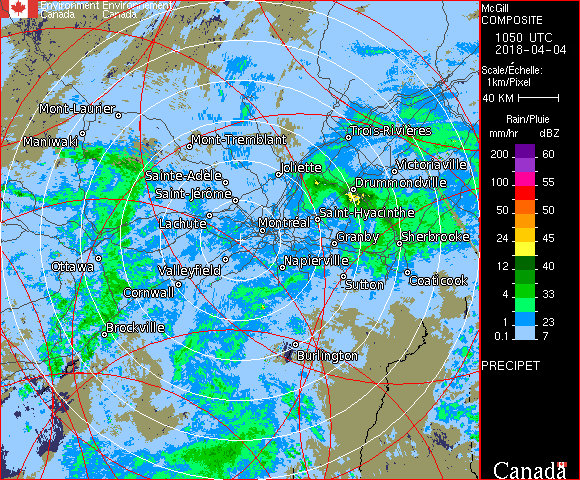 Environment Environnement
Canada Canada
McGill
COMPOSITE
1050 UTC
2018-04-04
Scale/Échelle:
1km/Pixel
40 KM
Rain/Pluie
mm/hr dBZ
200 60
100 55
50 50
24 45
12 40
4 33
1 23
0.1 7
PRECIPET
Canada
Mont-Laurier
Maniwaki
Mont-Tremblant
Trois-Rivières
Joliette
Victoriaville
Sainte-Adèle
Drummondville
Saint-Jérôme
Saint-Hyacinthe
Lachute
Montréal
Granby
Sherbrooke
Ottawa
Valleyfield
Napierville
Coaticook
Cornwall
Sutton
Brockville
Burlington